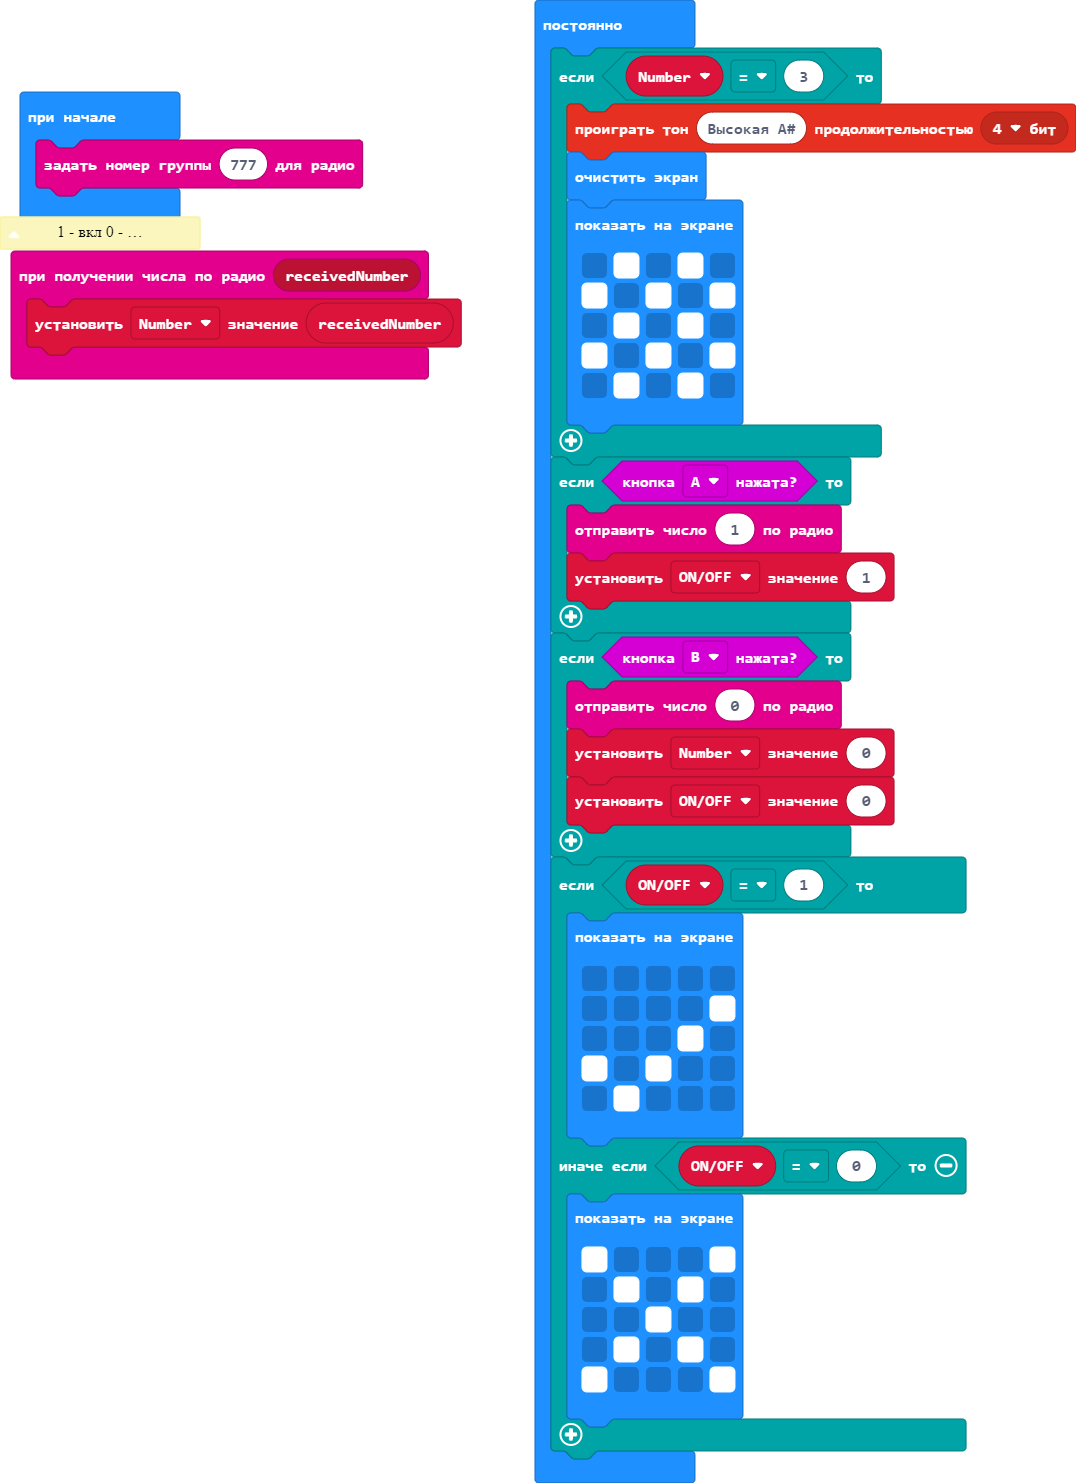 при начале
задать номер группы 777 для радио
1 - вкл 0 - ...
при получении числа по радио receivedNumber
установить Number значение receivedNumber
постоянно
если Number = 3 то
проиграть тон Высокая A# продолжительностью 4 бит
очистить экран
показать на экране
если кнопка A нажата? то
отправить число 1 по радио
установить ON/OFF значение 1
если кнопка B нажата? то
отправить число 0 по радио
установить Number значение 0
установить ON/OFF значение 0
если ON/OFF = 1 то
показать на экране
иначе если ON/OFF = 0 то
показать на экране